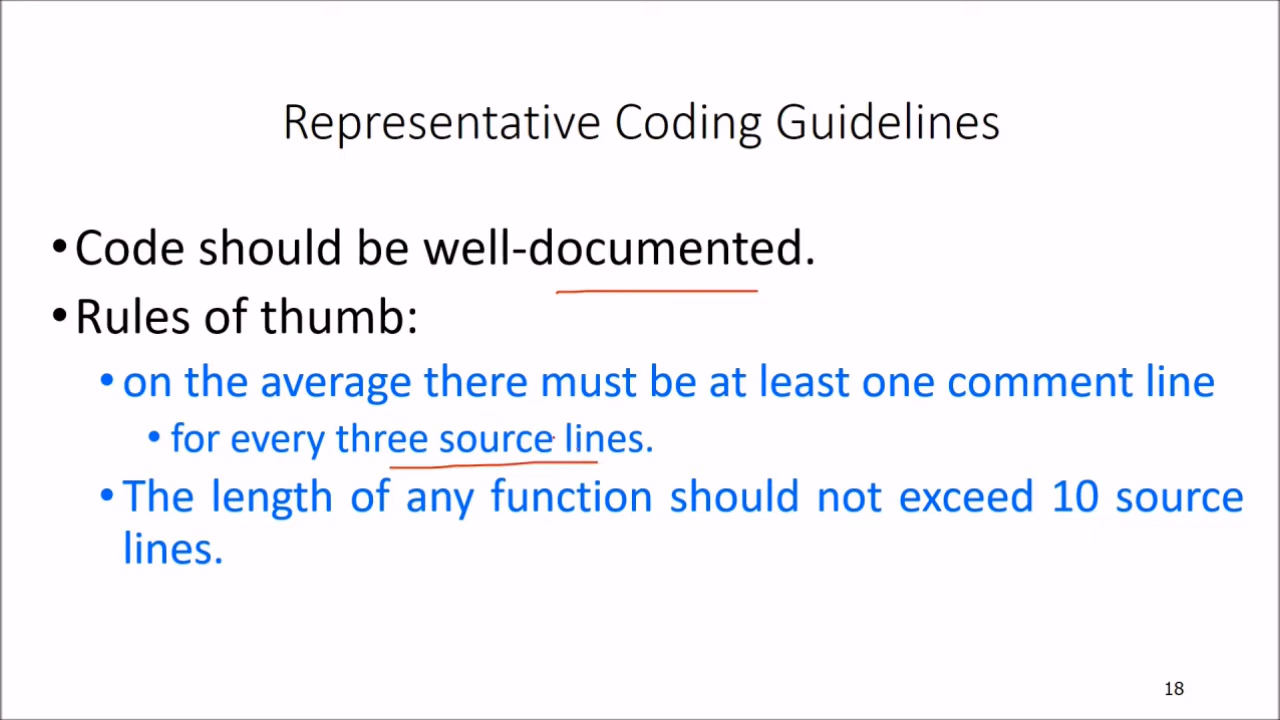 Representative Coding Guidelines
•Code should be well-documented.
•Rules of thumb:
•on the average there must be at least one comment line
•for every three source lines.
•The length of any function should not exceed 10 source
lines.
18